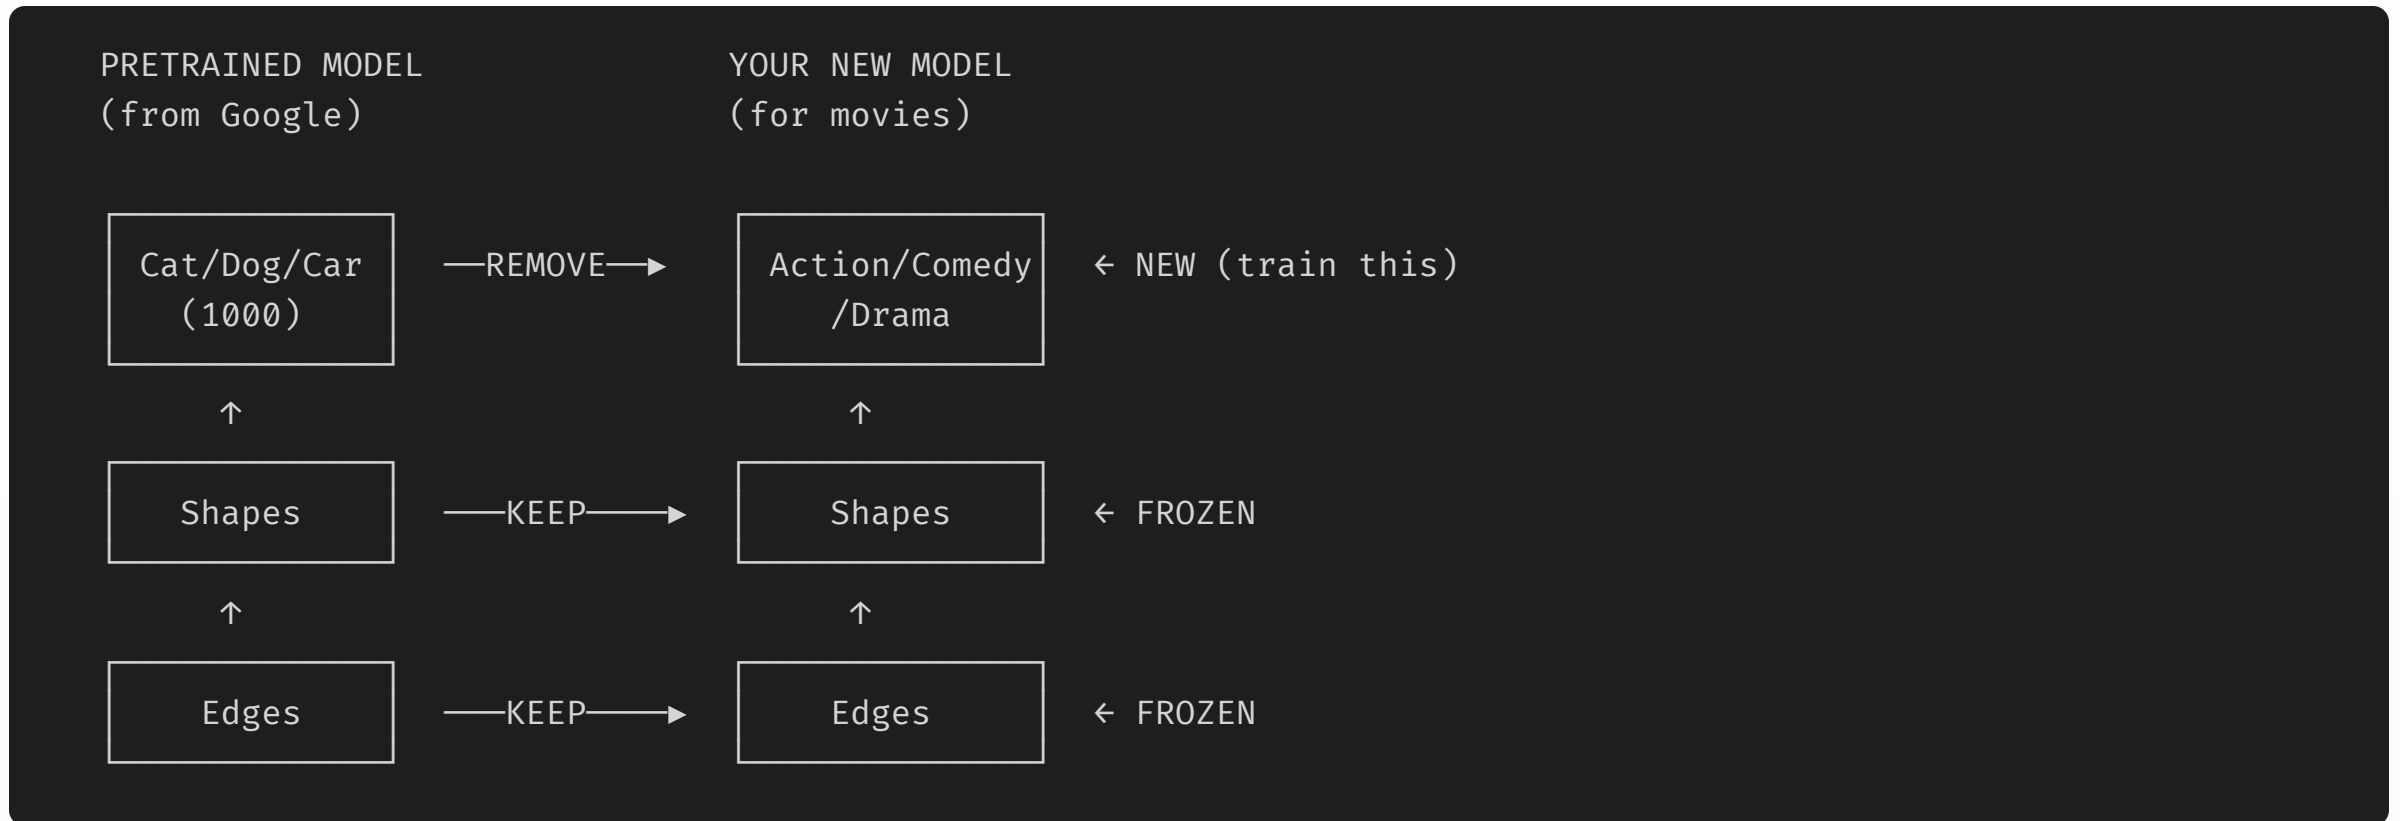 PRETRAINED MODEL YOUR NEW MODEL
(from Google) (for movies)
Cat/Dog/Car ──REMOVE──▶ Action/Comedy ← NEW (train this)
(1000) /Drama
↑ ↑
Shapes ───KEEP────▶ Shapes ← FROZEN
↑ ↑
Edges ───KEEP────▶ Edges ← FROZEN